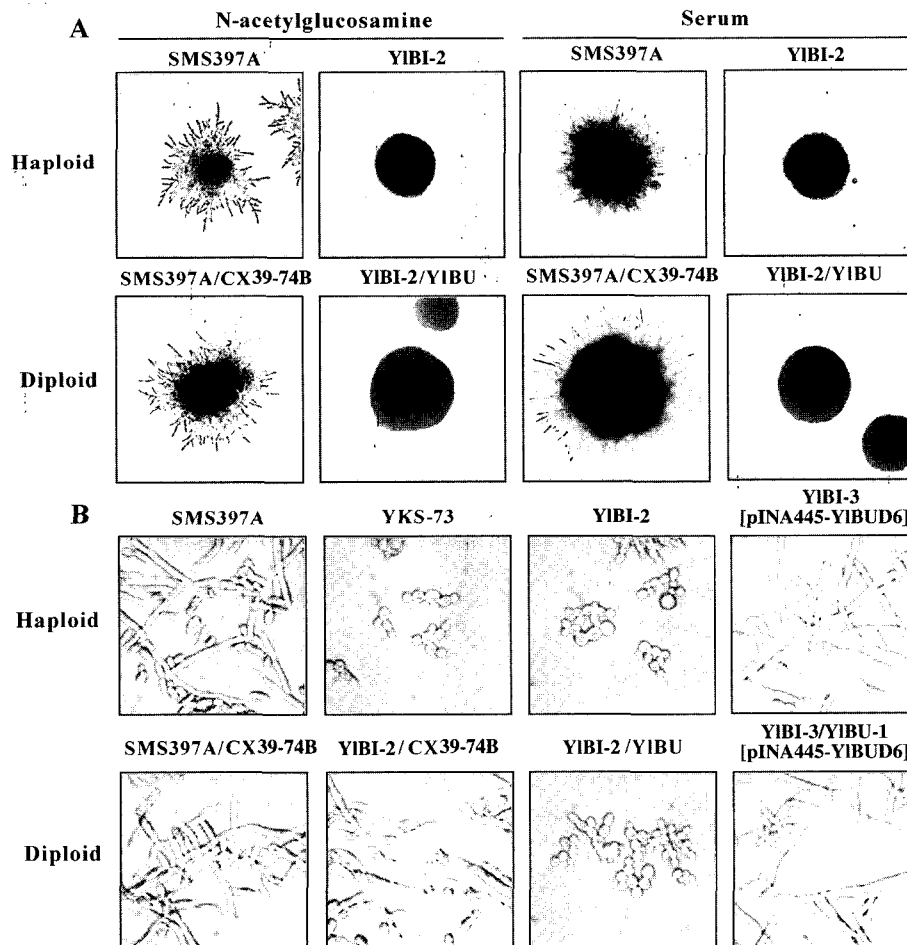 A
N-acetylglucosamine Serum
SMS397A YlBI-2 SMS397A YlBI-2
Haploid
SMS397A/CX39-74B YlBI-2/YlBU SMS397A/CX39-74B YlBI-2/YlBU
Diploid
B
SMS397A YKS-73 YlBI-2 YlBI-3
[pINA445-YlBUD6]
Haploid
SMS397A/CX39-74B YlBI-2/CX39-74B YlBI-2/YlBU YlBI-3/YlBU-1
[pINA445-YlBUD6]
Diploid